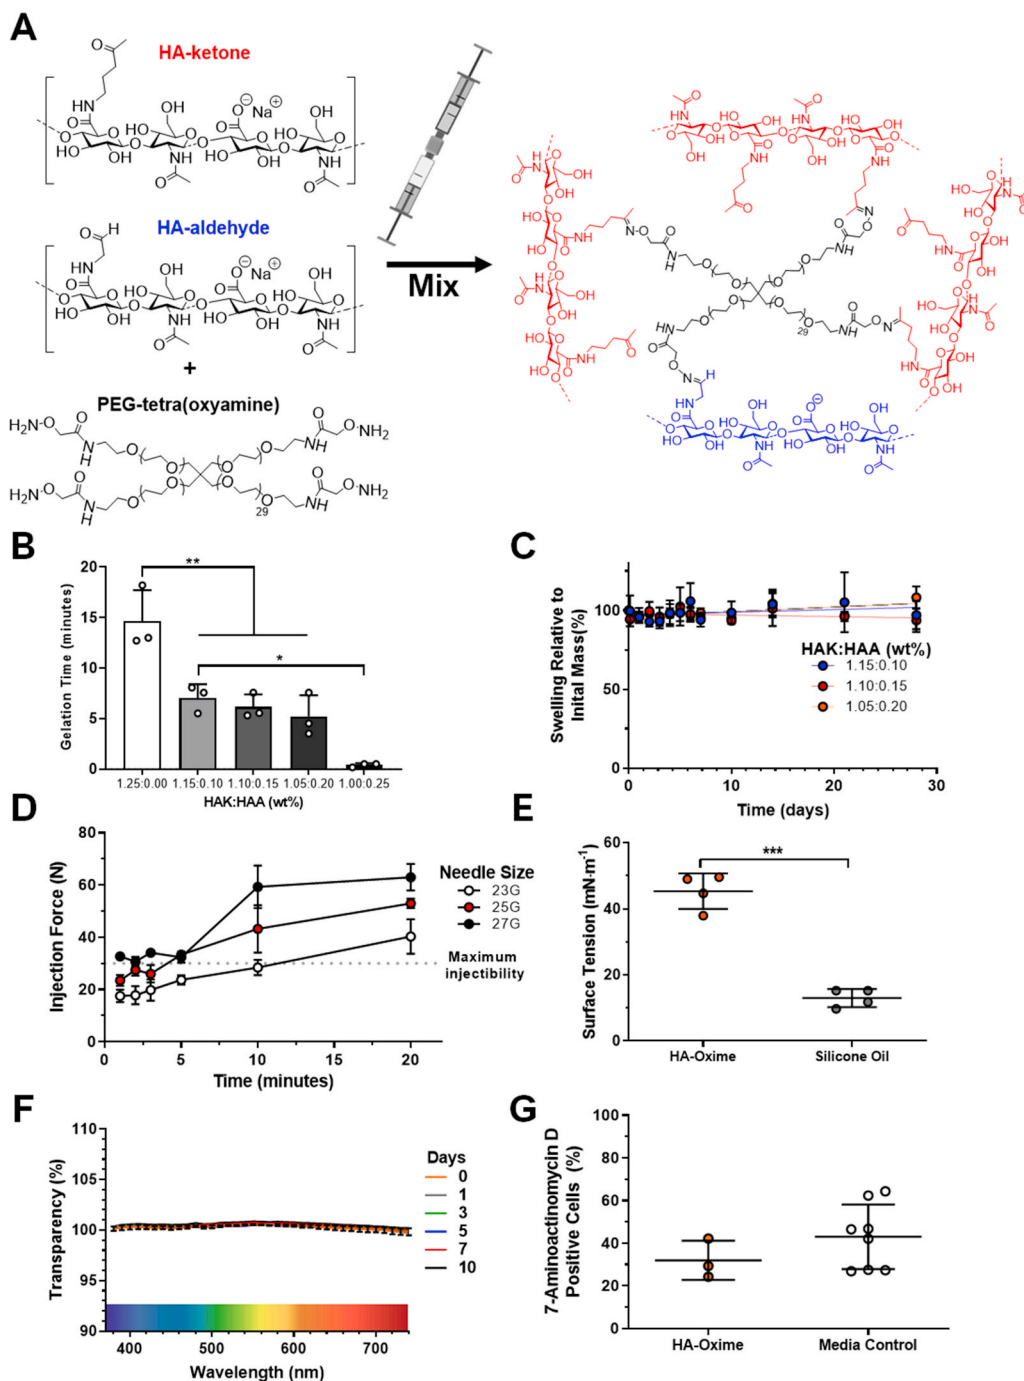 A
HA-ketone
HA-aldehyde
+
PEG-tetra(oxyamine)
29
Mix
29
B
Gelation Time (minutes)
20
15
10
5
0
**
*
1.25:0.00 1.15:0.10 1.10:0.15 1.05:0.20 1.00:0.25
HAK:HAA (wt%)
C
Swelling Relative to
Inital Mass(%)
100
50
0
0 10 20 30
Time (days)
HAK:HAA (wt%)
1.15:0.10
1.10:0.15
1.05:0.20
D
Injection Force (N)
80
60
40
20
0
0 5 10 15 20
Time (minutes)
Needle Size
23G
25G
27G
Maximum
injectibility
E
Surface Tension (mN·m-1)
60
40
20
0
***
HA-Oxime Silicone Oil
F
Transparency (%)
110
105
100
95
90
400 500 600 700
Wavelength (nm)
Days
0
1
3
5
7
10
G
7-Aminoactinomycin D
Positive Cells (%)
100
80
60
40
20
0
HA-Oxime Media Control